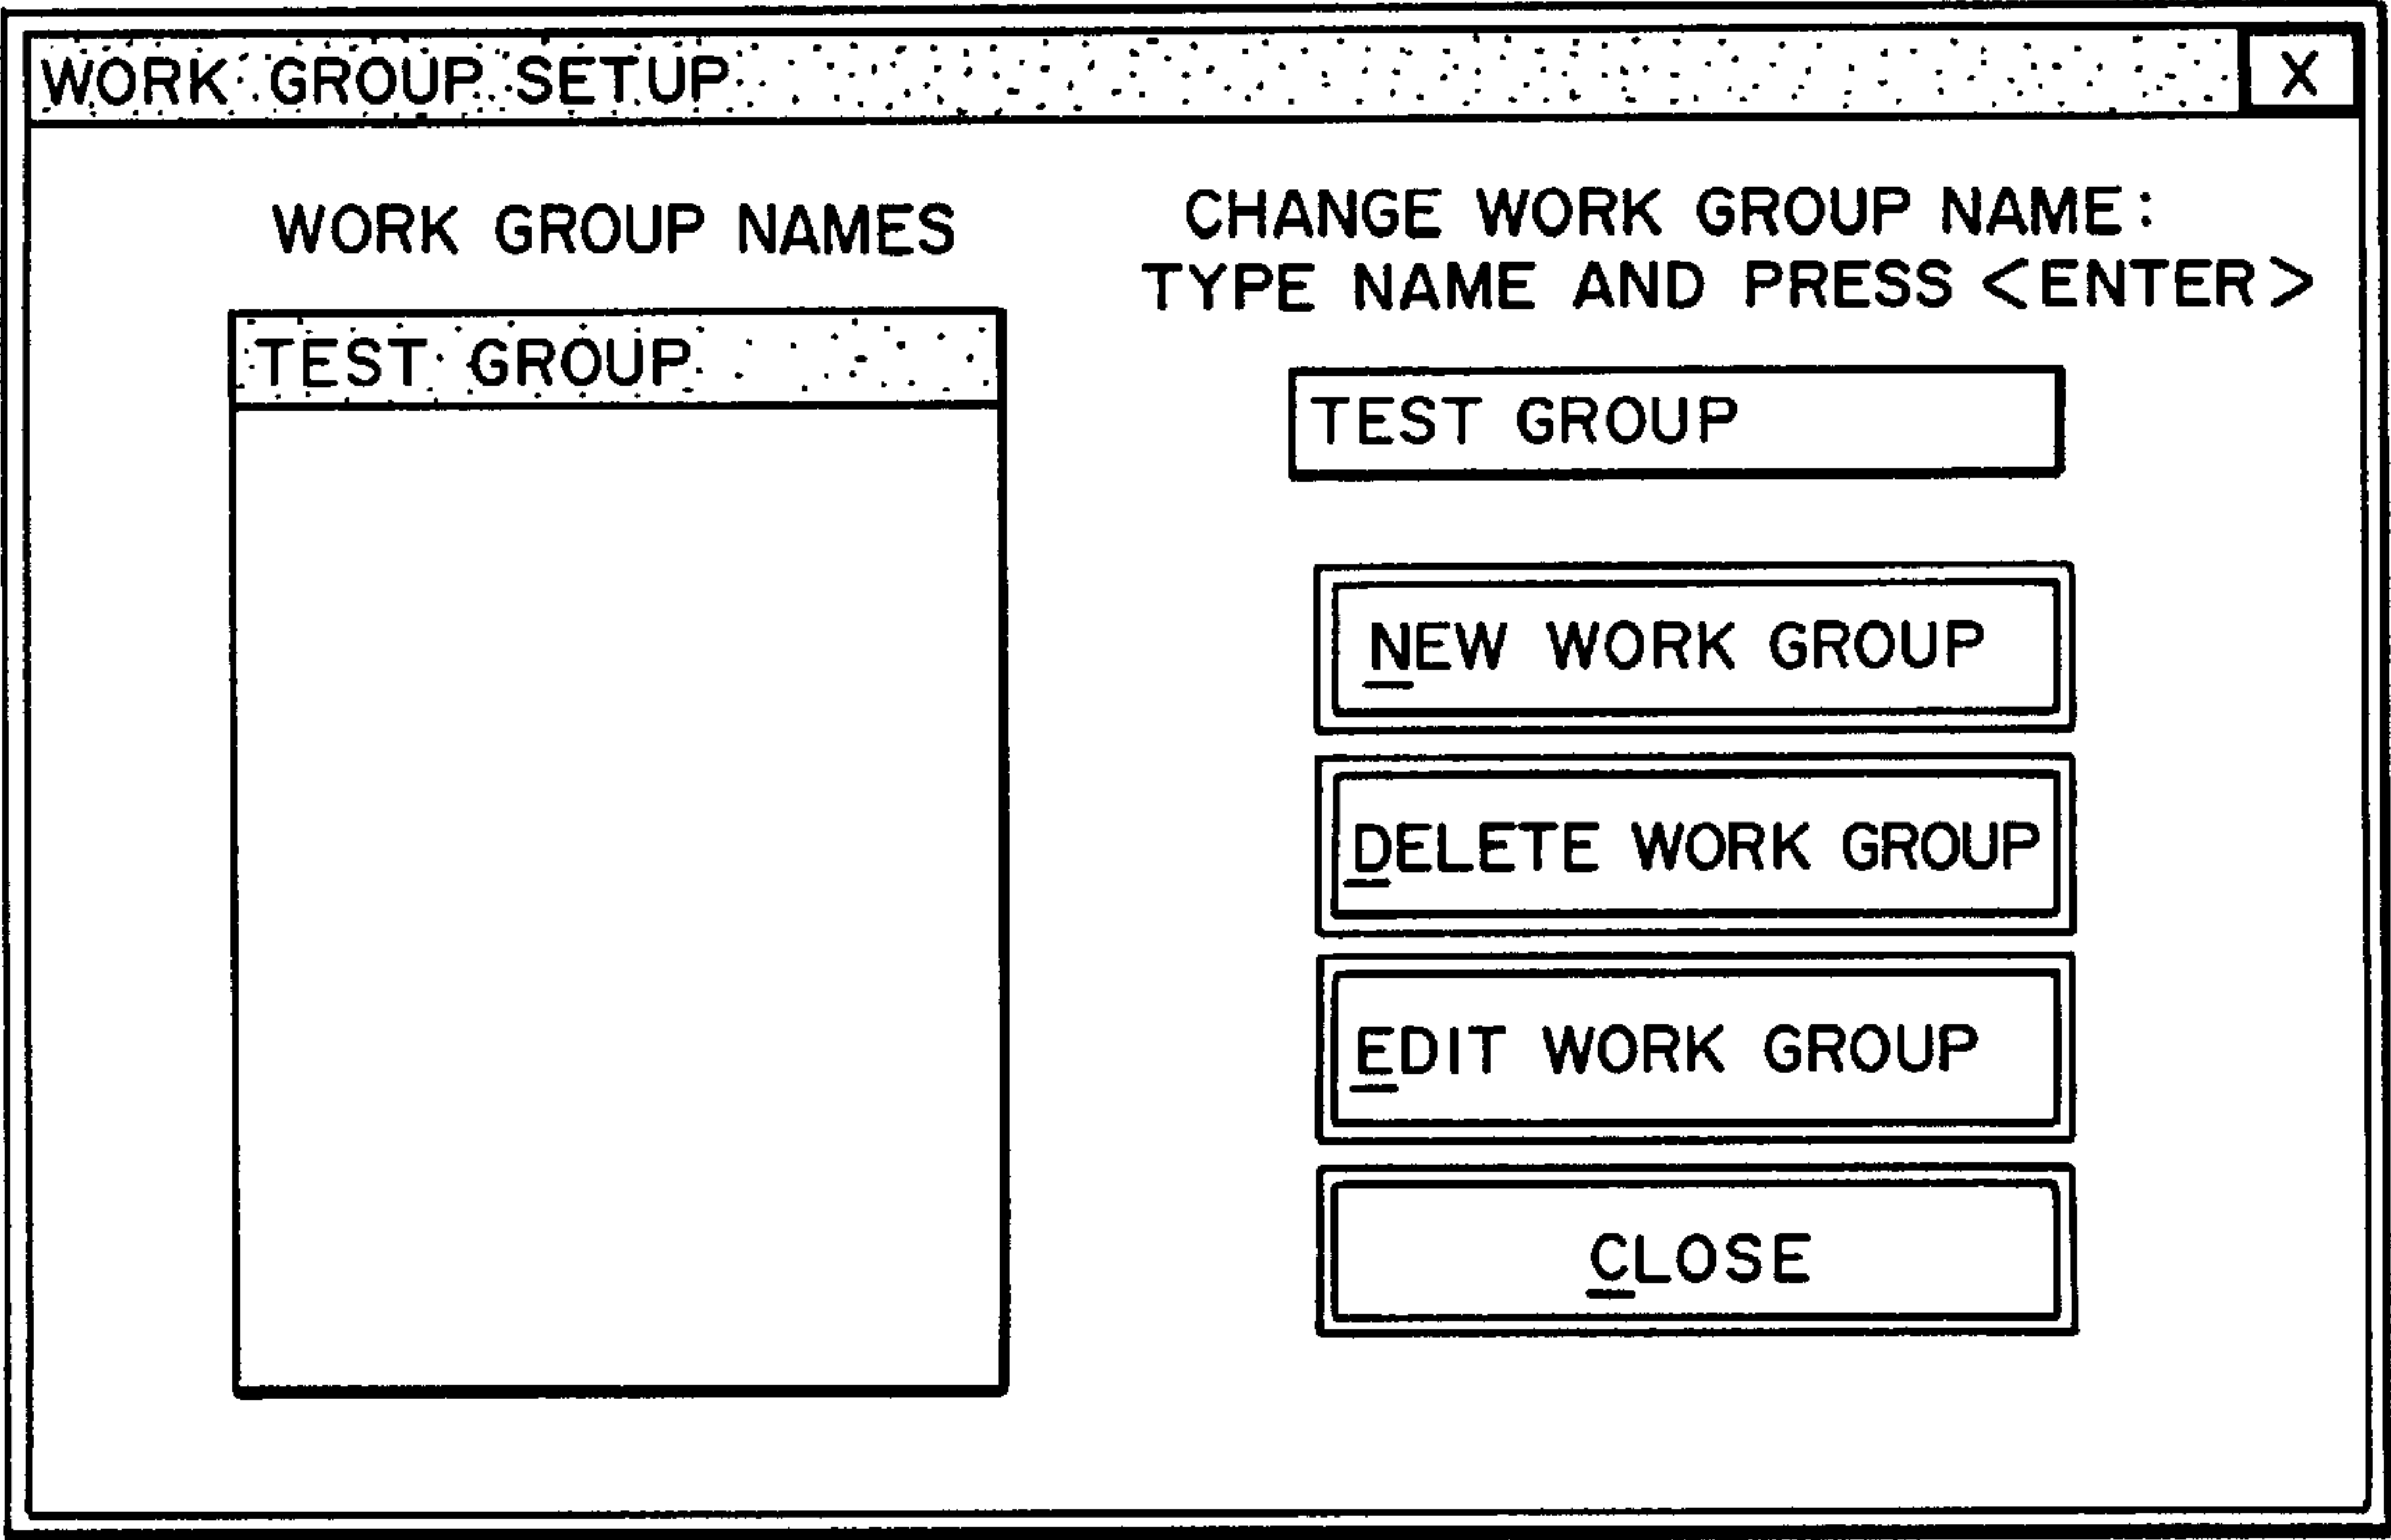 WORK GROUP SETUP
X
WORK GROUP NAMES
TEST GROUP
CHANGE WORK GROUP NAME:
TYPE NAME AND PRESS <ENTER>
TEST GROUP
NEW WORK GROUP
DELETE WORK GROUP
EDIT WORK GROUP
CLOSE